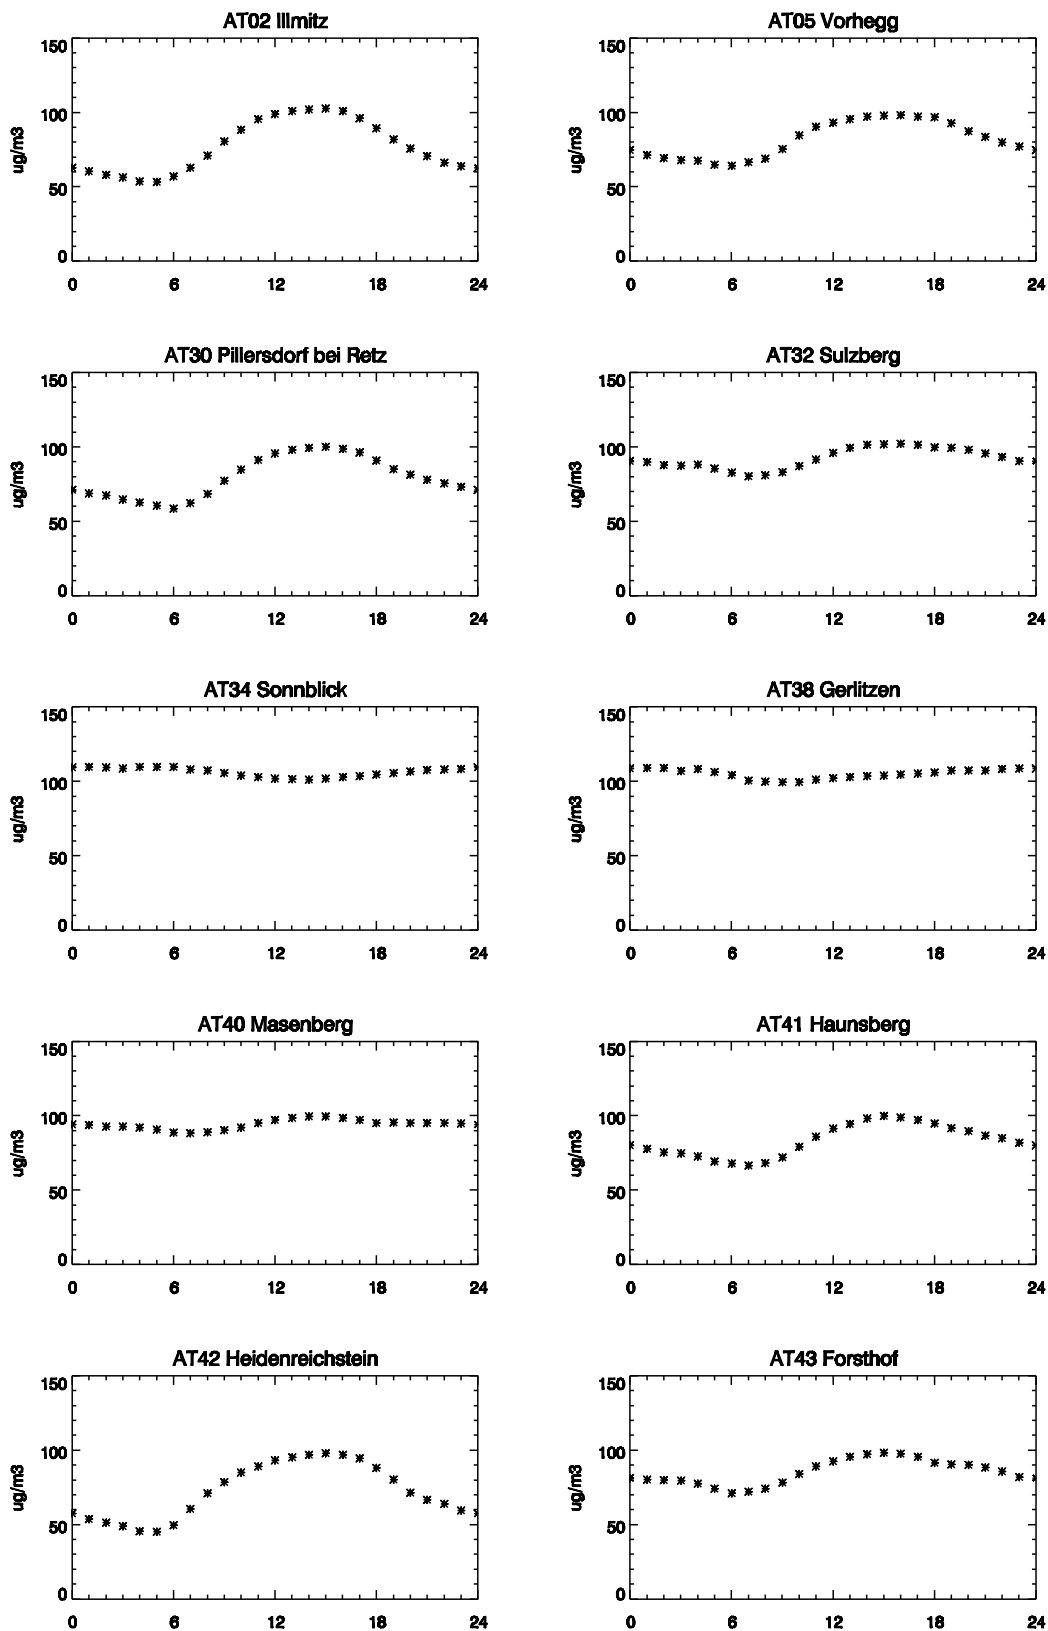 AT02 Illmitz
150
100
50
0
ug/m3
0 6 12 18 24
AT05 Vorhegg
150
100
50
0
ug/m3
0 6 12 18 24
AT30 Pillersdorf bei Retz
150
100
50
0
ug/m3
0 6 12 18 24
AT32 Sulzberg
150
100
50
0
ug/m3
0 6 12 18 24
AT34 Sonnblick
150
100
50
0
ug/m3
0 6 12 18 24
AT38 Gerlitzen
150
100
50
0
ug/m3
0 6 12 18 24
AT40 Masenberg
150
100
50
0
ug/m3
0 6 12 18 24
AT41 Haunsberg
150
100
50
0
ug/m3
0 6 12 18 24
AT42 Heidenreichstein
150
100
50
0
ug/m3
0 6 12 18 24
AT43 Forsthof
150
100
50
0
ug/m3
0 6 12 18 24